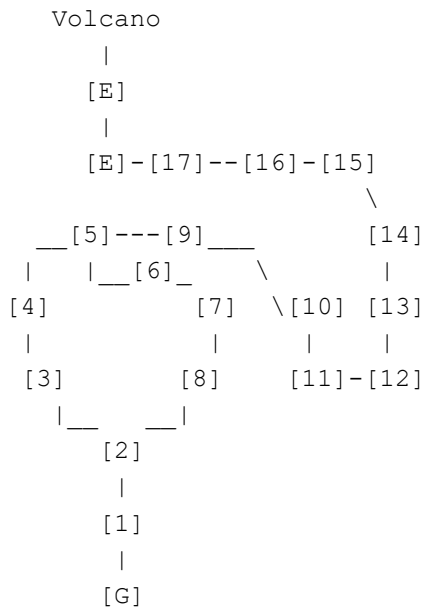 Volcano
|
[E]
|
[E]-[17]--[16]-[15]
\
__[5]---[9]___ [14]
| |__[6]_ \ |
[4] [7] \[10] [13]
| | | |
[3] [8] [11]-[12]
|__ __|
[2]
|
[1]
|
[G]